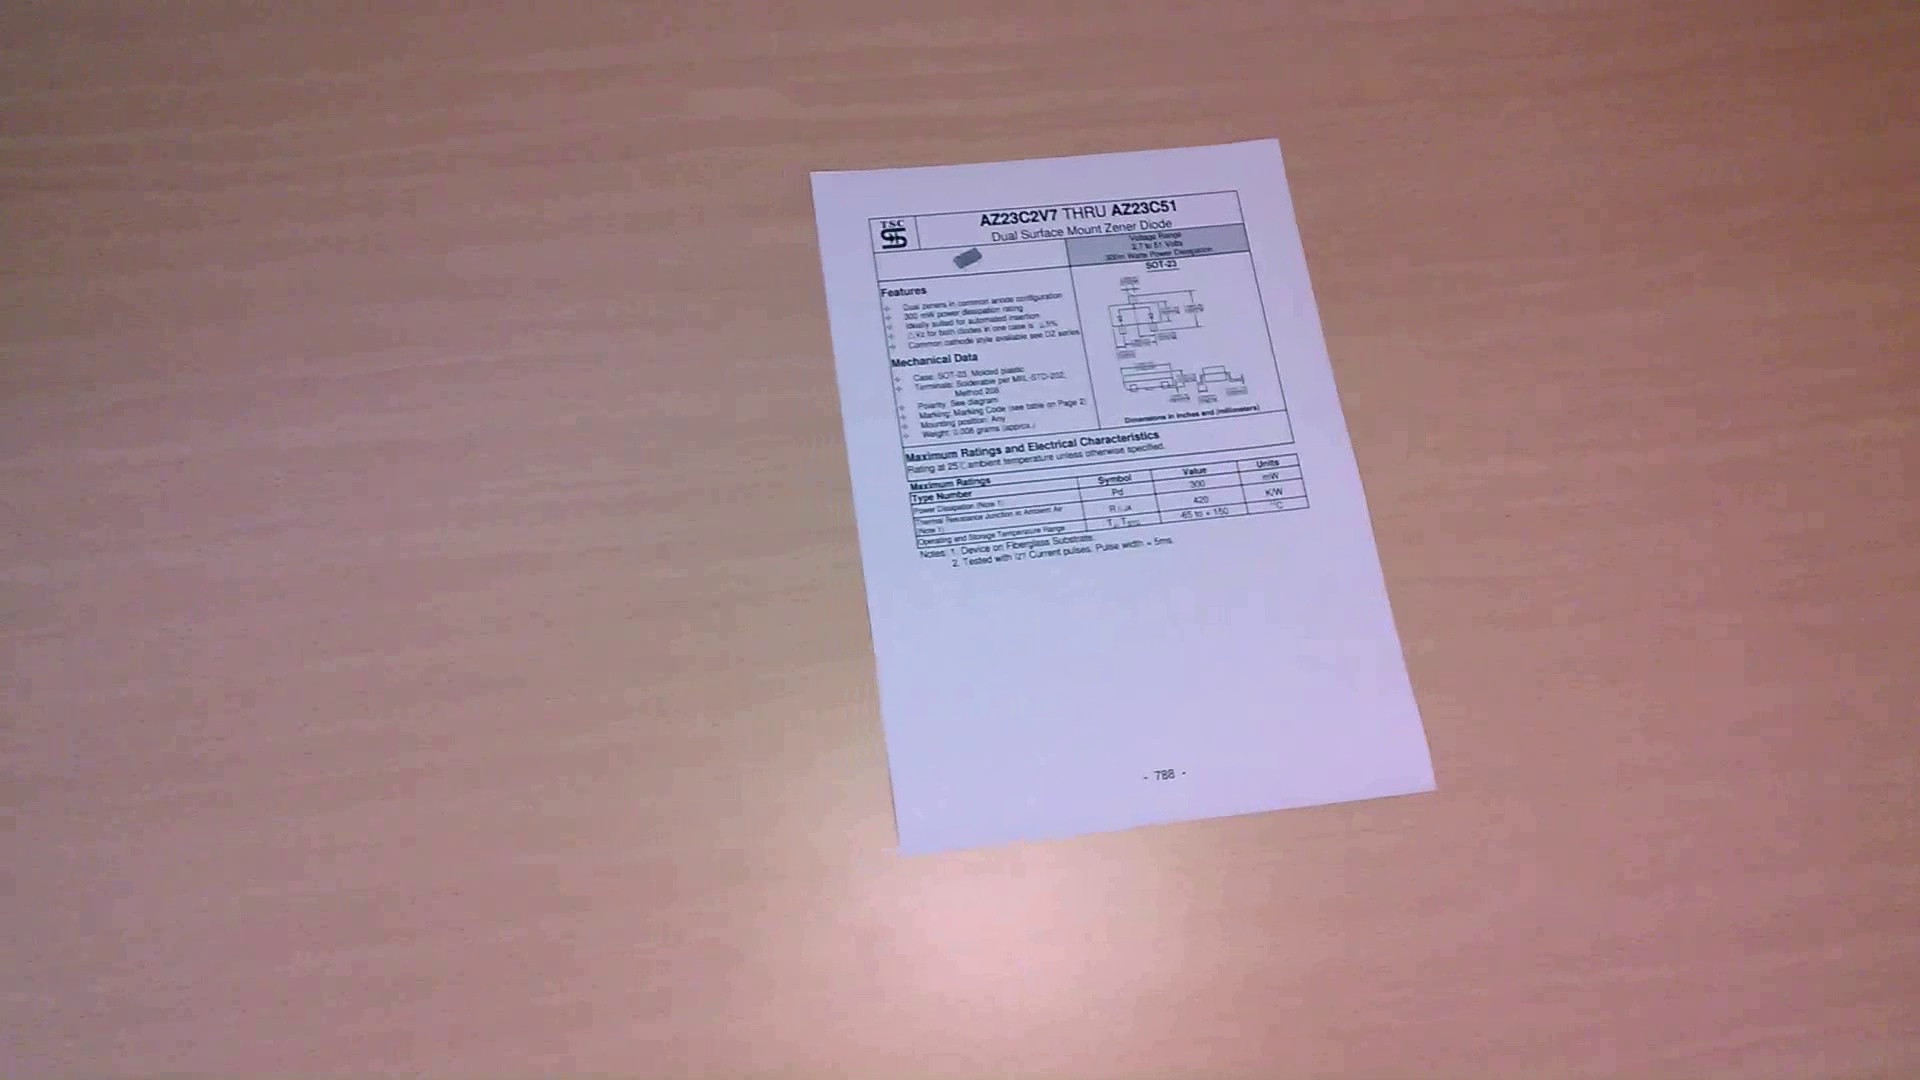 TSC
AZ23C2V7 THRU AZ23C51
Dual Surface Mount Zener Diode
Voltage Range
2.7 to 51 Volts
300m Watts Power Dissipation
SOT-23
Features
Dual zeners in common anode configuration
300 mW power dissipation rating
Ideally suited for automated insertion
Vz for both diodes in one case is 5%
Common cathode style available see DZ series
Mechanical Data
Case: SOT-23, Molded plastic
Terminals: Solderable per MIL-STD-202,
Method 208
Polarity: See diagram
Marking: Marking Code (see table on Page 2)
Mounting position: Any
Weight: 0.008 grams (approx.)
Dimensions in inches and (millimeters)
Maximum Ratings and Electrical Characteristics
Rating at 25 ambient temperature unless otherwise specified.
Maximum Ratings
Type Number Symbol Value Units
Power Dissipation (Note 1) Pd 300 mW
Thermal Resistance Junction to Ambient Air (Note 1) 420 K/W
Operating and Storage Temperature Range -65 to + 150 °C
Notes: 1. Device on Fiberglass Substrate.
2. Tested with IZT Current pulses. Pulse width = 5ms.
- 788 -